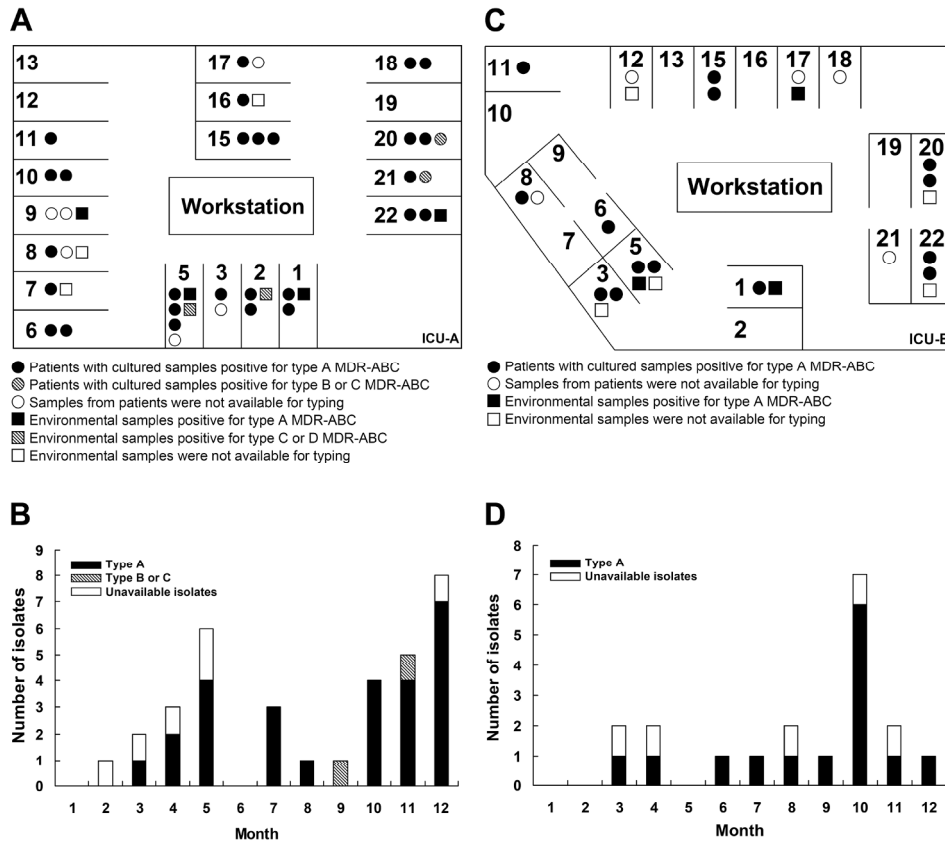 A
13
12
11
10
9
8
7
6
17
16
15
18
19
20
21
22
Workstation
5 3 2 1
ICU-A
Patients with cultured samples positive for type A MDR-ABC
Patients with cultured samples positive for type B or C MDR-ABC
Samples from patients were not available for typing
Environmental samples positive for type A MDR-ABC
Environmental samples positive for type C or D MDR-ABC
Environmental samples were not available for typing
C
11
10
12 13 15 16 17 18
9
8
7
6
5
3
Workstation
19 20
21 22
1
2
ICU-B
Patients with cultured samples positive for type A MDR-ABC
Samples from patients were not available for typing
Environmental samples positive for type A MDR-ABC
Environmental samples were not available for typing
B
Number of isolates
9
8
7
6
5
4
3
2
1
0
Type A
Type B or C
Unavailable isolates
1 2 3 4 5 6 7 8 9 10 11 12
Month
D
Number of isolates
8
7
6
5
4
3
2
1
0
Type A
Unavailable isolates
1 2 3 4 5 6 7 8 9 10 11 12
Month